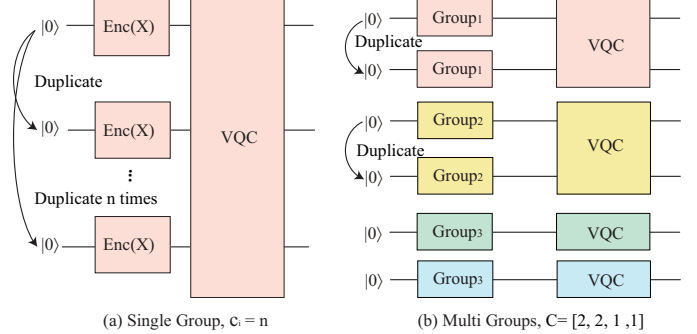 |0⟩ Enc(X)
Duplicate
|0⟩ Enc(X)
VQC
⋮
Duplicate n times
|0⟩ Enc(X)
(a) Single Group, cᵢ = n
|0⟩ Group₁
Duplicate
VQC
|0⟩ Group₁
|0⟩ Group₂
Duplicate
VQC
|0⟩ Group₂
|0⟩ Group₃ VQC
|0⟩ Group₃ VQC
(b) Multi Groups, C= [2, 2, 1 ,1]